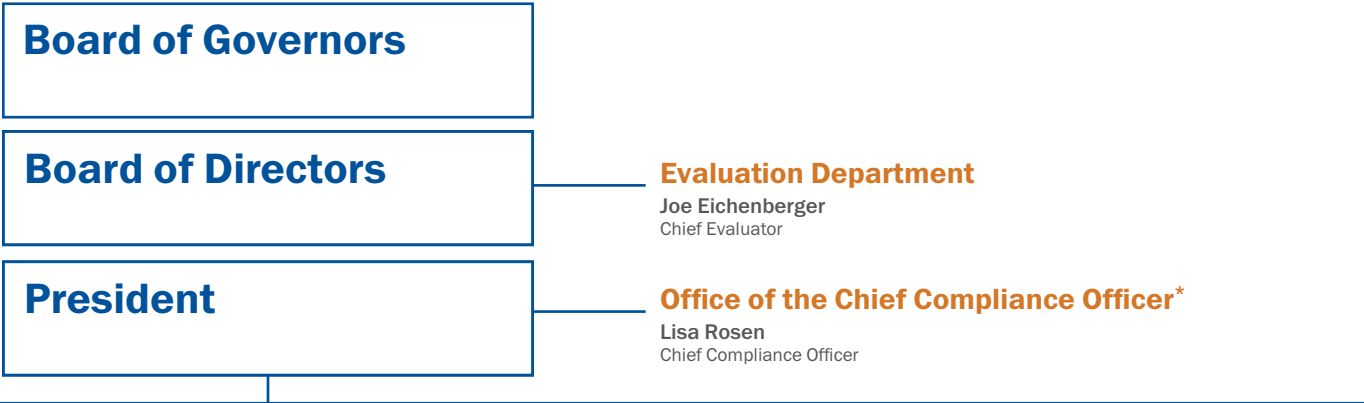 Board of Governors
Board of Directors
Evaluation Department
Joe Eichenberger
Chief Evaluator
President
Office of the Chief Compliance Officer*
Lisa Rosen
Chief Compliance Officer